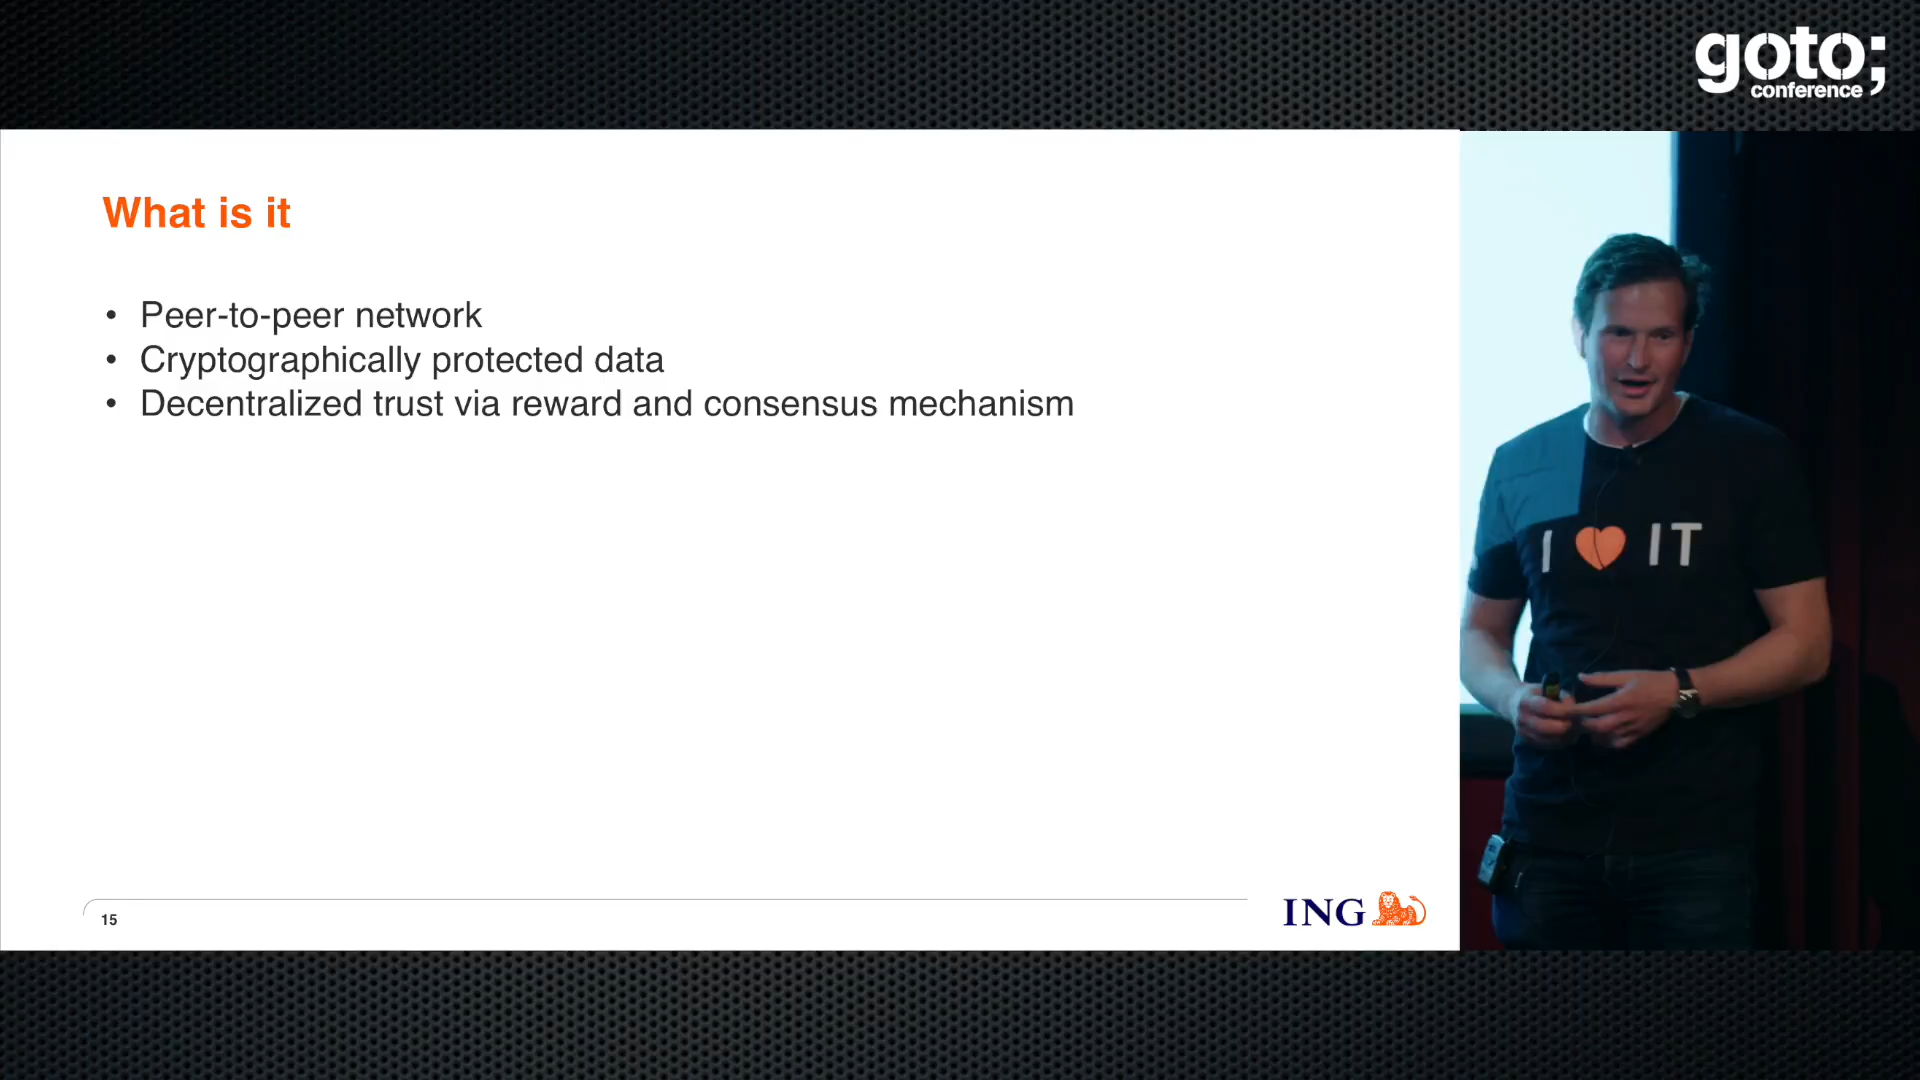 goto;
conference
What is it
• Peer-to-peer network
• Cryptographically protected data
• Decentralized trust via reward and consensus mechanism
I IT
15
ING